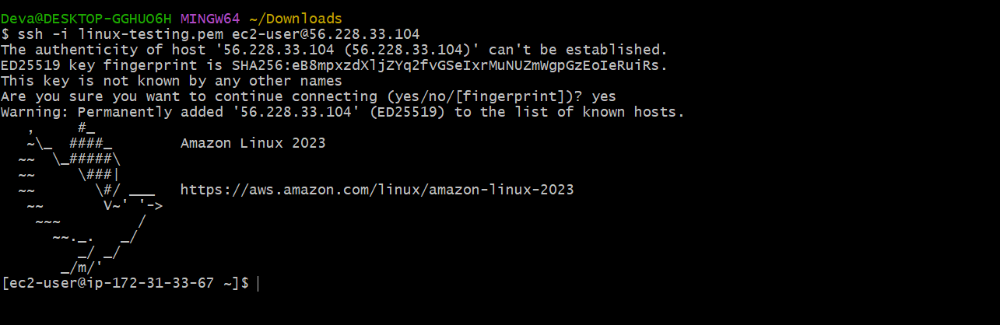 Deva@DESKTOP-GGHUO6H MINGW64 ~/Downloads
$ ssh -i linux-testing.pem ec2-user@56.228.33.104
The authenticity of host '56.228.33.104 (56.228.33.104)' can't be established.
ED25519 key fingerprint is SHA256:eB8mpxzdXljZYq2fvGSeIxrMuNUZmWgpGzEoIeRuiRs.
This key is not known by any other names
Are you sure you want to continue connecting (yes/no/[fingerprint])? yes
Warning: Permanently added '56.228.33.104' (ED25519) to the list of known hosts.
   ,     #_
   ~\_  ####_        Amazon Linux 2023
  ~~  \_#####\
  ~~     \###|
  ~~       \#/ ___   https://aws.amazon.com/linux/amazon-linux-2023
   ~~       V~' '->
    ~~~         /
      ~~._.   _/
         _/ _/
       _/m/'
[ec2-user@ip-172-31-33-67 ~]$